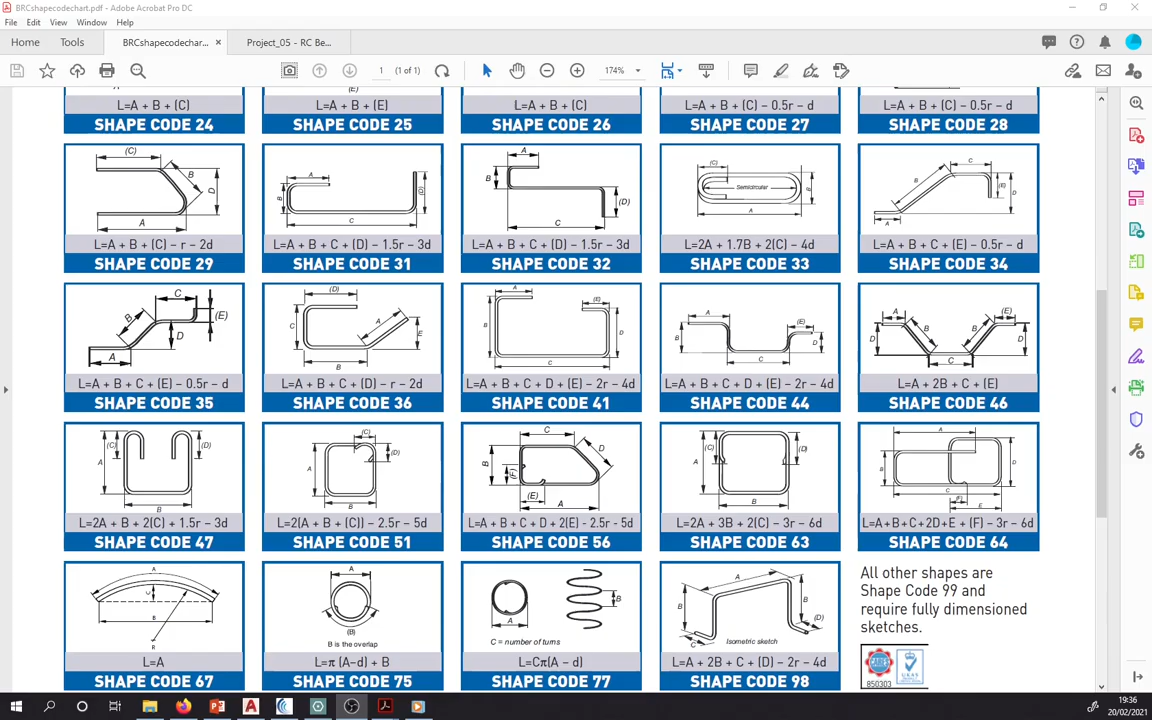 BRCshapecodechart.pdf - Adobe Acrobat Pro DC
File Edit View Window Help
Home Tools BRCshapecodechar... × Project_05 - RC Be...
1 (1 of 1) 174%
(E)
L=A + B + (C) L=A + B + (E) L=A + B + (C) L=A + B + (C) – 0.5r – d L=A + B + (C) – 0.5r – d
SHAPE CODE 24 SHAPE CODE 25 SHAPE CODE 26 SHAPE CODE 27 SHAPE CODE 28
(C) B D A
A B C (D)
A B C (D)
(C) Semicircular B A
C B (E) D A
L=A + B + (C) – r – 2d L=A + B + C + (D) – 1.5r – 3d L=A + B + C + (D) – 1.5r – 3d L=2A + 1.7B + 2(C) – 4d L=A + B + C + (E) – 0.5r – d
SHAPE CODE 29 SHAPE CODE 31 SHAPE CODE 32 SHAPE CODE 33 SHAPE CODE 34
C B (E) D A
(D) C A E B
A (E) B D C
A (E) B D C
A (E) B B D D C
L=A + B + C + (E) – 0.5r – d L=A + B + C + (D) – r – 2d L=A + B + C + D + (E) – 2r – 4d L=A + B + C + D + (E) – 2r – 4d L=A + 2B + C + (E)
SHAPE CODE 35 SHAPE CODE 36 SHAPE CODE 41 SHAPE CODE 44 SHAPE CODE 46
(C) (D) A B
(C) (D) A B
C D B (F) (E) A
(C) (D) A B
A B D C (F) E
L=2A + B + 2(C) + 1.5r – 3d L=2(A + B + (C)) – 2.5r – 5d L=A + B + C + D + 2(E) - 2.5r - 5d L=2A + 3B + 2(C) – 3r – 6d L=A+B+C+2D+E + (F) – 3r – 6d
SHAPE CODE 47 SHAPE CODE 51 SHAPE CODE 56 SHAPE CODE 63 SHAPE CODE 64
A C B R
A (B) B is the overlap
A B C = number of turns
A B B (D) C Isometric sketch
All other shapes are
Shape Code 99 and
require fully dimensioned
sketches.
CARES UKAS
850303
L=A L=π (A–d) + B L=Cπ(A – d) L=A + 2B + C + (D) – 2r – 4d
SHAPE CODE 67 SHAPE CODE 75 SHAPE CODE 77 SHAPE CODE 98
19:36
20/02/2021